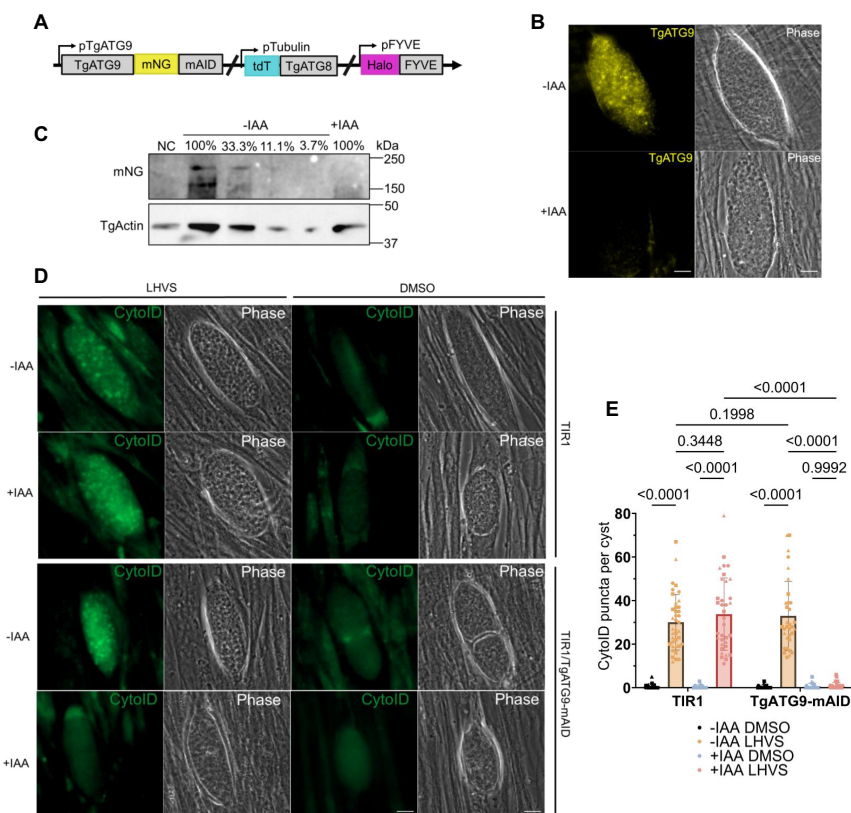 A
pTgATG9
pTubulin
pFYVE
TgATG9
mNG
mAID
tdT
TgATG8
Halo
FYVE
B
TgATG9
Phase
-IAA
TgATG9
Phase
+IAA
C
-IAA
+IAA
NC
100%
33.3%
11.1%
3.7%
100%
kDa
mNG
250
150
TgActin
50
37
D
LHVS
DMSO
CytoID
Phase
CytoID
Phase
-IAA
CytoID
Phase
CytoID
Phase
+IAA
TIR1
CytoID
Phase
CytoID
Phase
-IAA
CytoID
Phase
CytoID
Phase
+IAA
TIR1/TgATG9-mAID
E
<0.0001
0.1998
0.3448
<0.0001
<0.0001
0.9992
<0.0001
<0.0001
CytoID puncta per cyst
80
60
40
20
0
TIR1
TgATG9-mAID
-IAA DMSO
-IAA LHVS
+IAA DMSO
+IAA LHVS